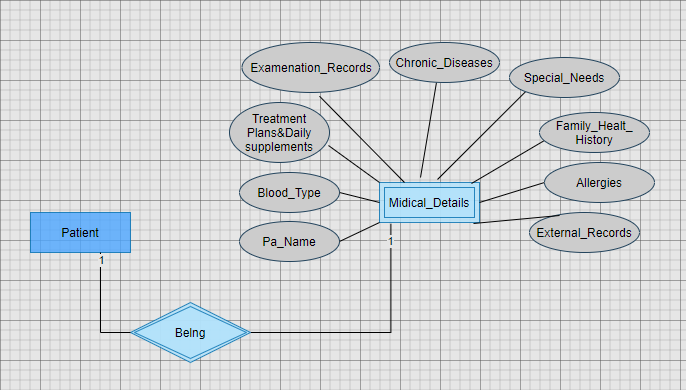 Chronic_Diseases
Examenation_Records
Special_Needs
Treatment
Plans&Daily
supplements
Family_Healt_
History
Blood_Type
Allergies
Midical_Details
Patient
Pa_Name
External_Records
1
1
Belng